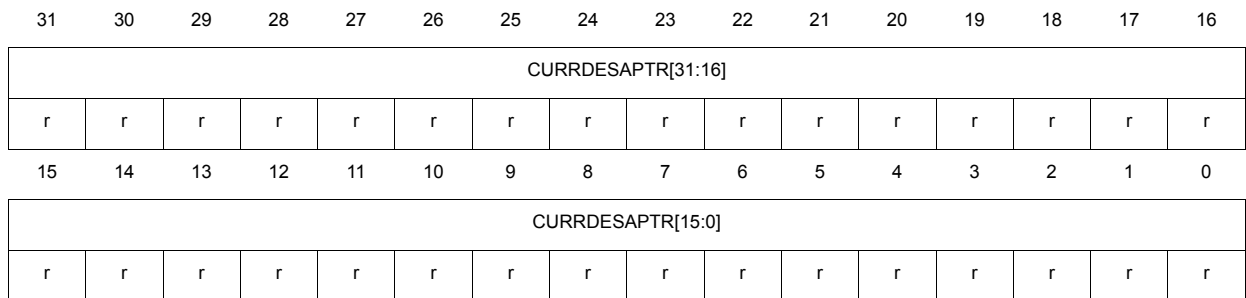 31 30 29 28 27 26 25 24 23 22 21 20 19 18 17 16
CURRDESAPTR[31:16]
r r r r r r r r r r r r r r r r
15 14 13 12 11 10 9 8 7 6 5 4 3 2 1 0
CURRDESAPTR[15:0]
r r r r r r r r r r r r r r r r